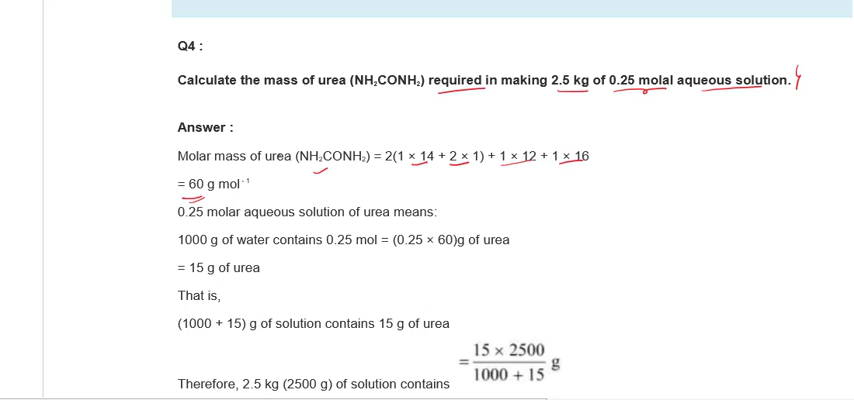 Q4 :
Calculate the mass of urea (NH₂CONH₂) required in making 2.5 kg of 0.25 molal aqueous solution.
Answer :
Molar mass of urea (NH₂CONH₂) = 2(1 × 14 + 2 × 1) + 1 × 12 + 1 × 16
= 60 g mol⁻¹
0.25 molar aqueous solution of urea means:
1000 g of water contains 0.25 mol = (0.25 × 60)g of urea
= 15 g of urea
That is,
(1000 + 15) g of solution contains 15 g of urea
Therefore, 2.5 kg (2500 g) of solution contains = 15 × 2500 / 1000 + 15 g